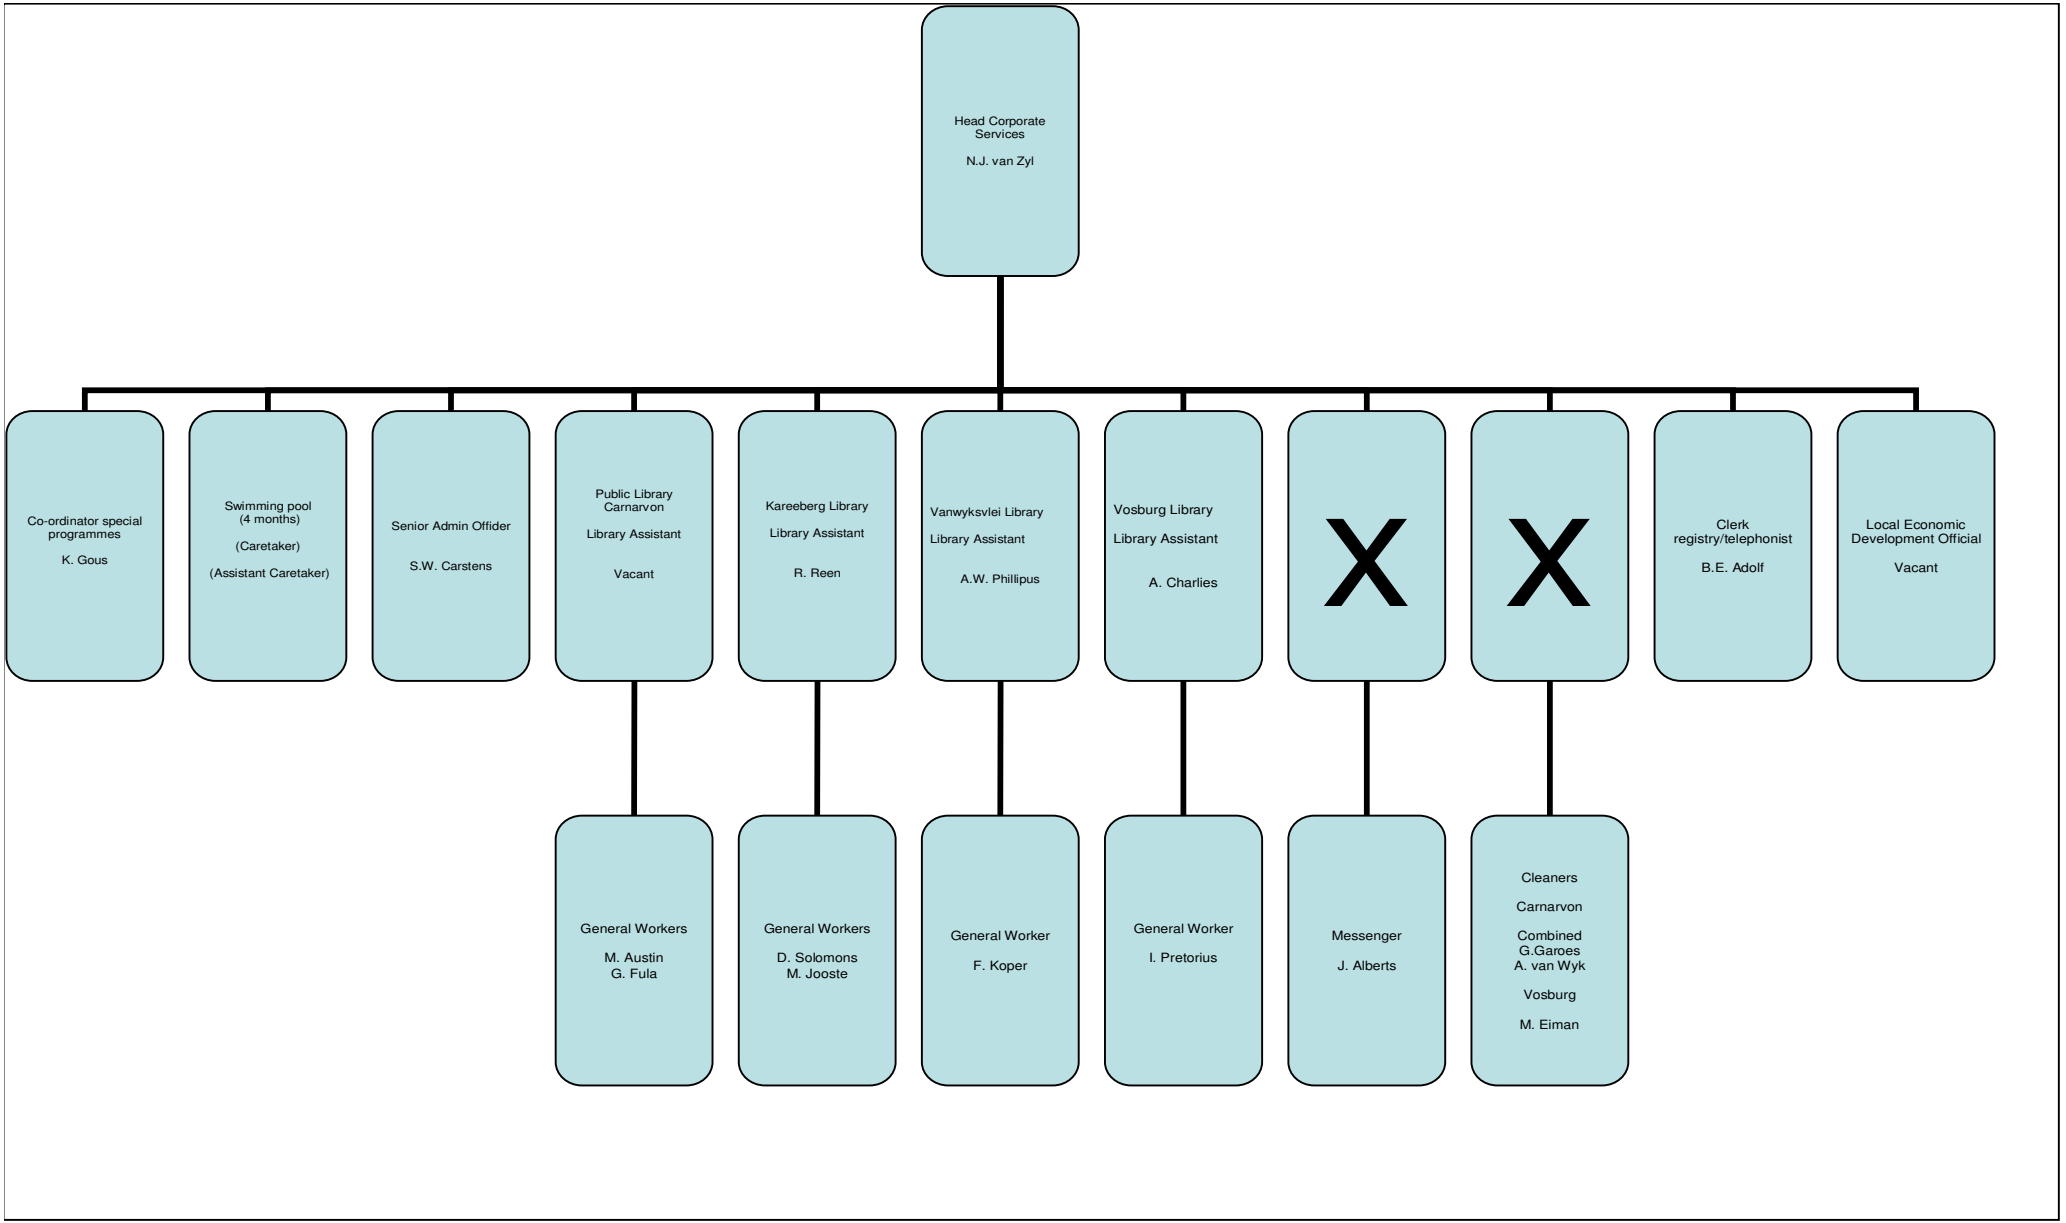 Head Corporate
Services
N.J. van Zyl
Co-ordinator special
programmes
K. Gous
Swimming pool
(4 months)
(Caretaker)
(Assistant Caretaker)
Senior Admin Offider
S.W. Carstens
Public Library
Carnarvon
Library Assistant
Vacant
Kareeberg Library
Library Assistant
R. Reen
Vanwyksvlei Library
Library Assistant
A.W. Phillipus
Vosburg Library
Library Assistant
A. Charlies
X
X
Clerk
registry/telephonist
B.E. Adolf
Local Economic
Development Official
Vacant
General Workers
M. Austin
G. Fula
General Workers
D. Solomons
M. Jooste
General Worker
F. Koper
General Worker
I. Pretorius
Messenger
J. Alberts
Cleaners
Carnarvon
Combined
G.Garoes
A. van Wyk
Vosburg
M. Eiman